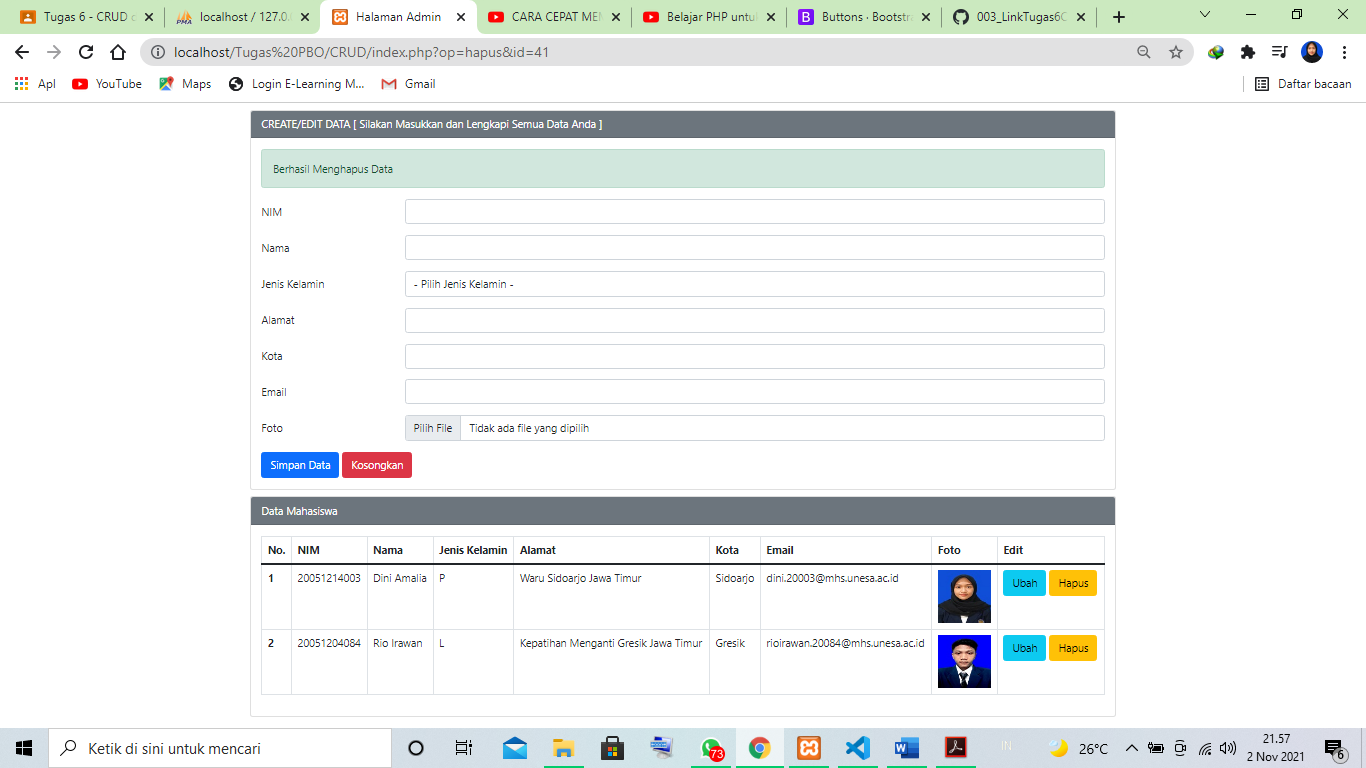 Tugas 6 - CRUD
localhost / 127.0.
Halaman Admin
CARA CEPAT MEN
Belajar PHP untu
Buttons · Bootstr
003_LinkTugas6C
localhost/Tugas%20PBO/CRUD/index.php?op=hapus&id=41
Apl
YouTube
Maps
Login E-Learning M...
Gmail
Daftar bacaan
CREATE/EDIT DATA [ Silakan Masukkan dan Lengkapi Semua Data Anda ]
Berhasil Menghapus Data
NIM
Nama
Jenis Kelamin - Pilih Jenis Kelamin -
Alamat
Kota
Email
Foto Pilih File Tidak ada file yang dipilih
Simpan Data Kosongkan
Data Mahasiswa
No. NIM Nama Jenis Kelamin Alamat Kota Email Foto Edit
1 20051214003 Dini Amalia P Waru Sidoarjo Jawa Timur Sidoarjo dini.20003@mhs.unesa.ac.id Ubah Hapus
2 20051204084 Rio Irawan L Kepatihan Menganti Gresik Jawa Timur Gresik rioirawan.20084@mhs.unesa.ac.id Ubah Hapus
Ketik di sini untuk mencari
73
IN
26°C
21.57
2 Nov 2021
6